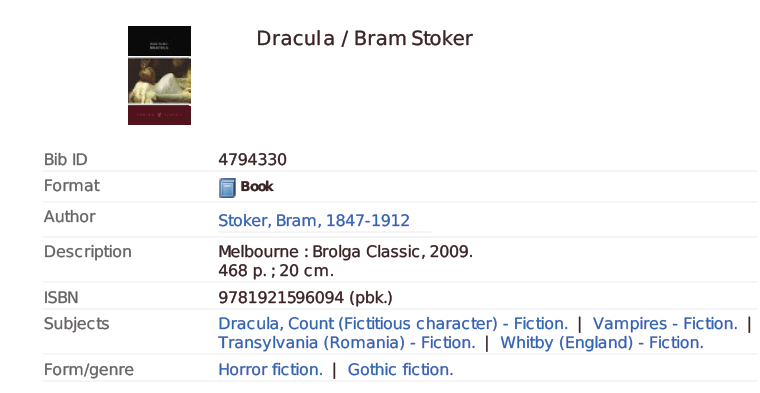 Dracula / Bram Stoker
Bib ID 4794330
Format Book
Author Stoker, Bram, 1847-1912
Description Melbourne : Brolga Classic, 2009.
468 p. ; 20 cm.
ISBN 9781921596094 (pbk.)
Subjects Dracula, Count (Fictitious character) - Fiction. | Vampires - Fiction. |
Transylvania (Romania) - Fiction. | Whitby (England) - Fiction.
Form/genre Horror fiction. | Gothic fiction.